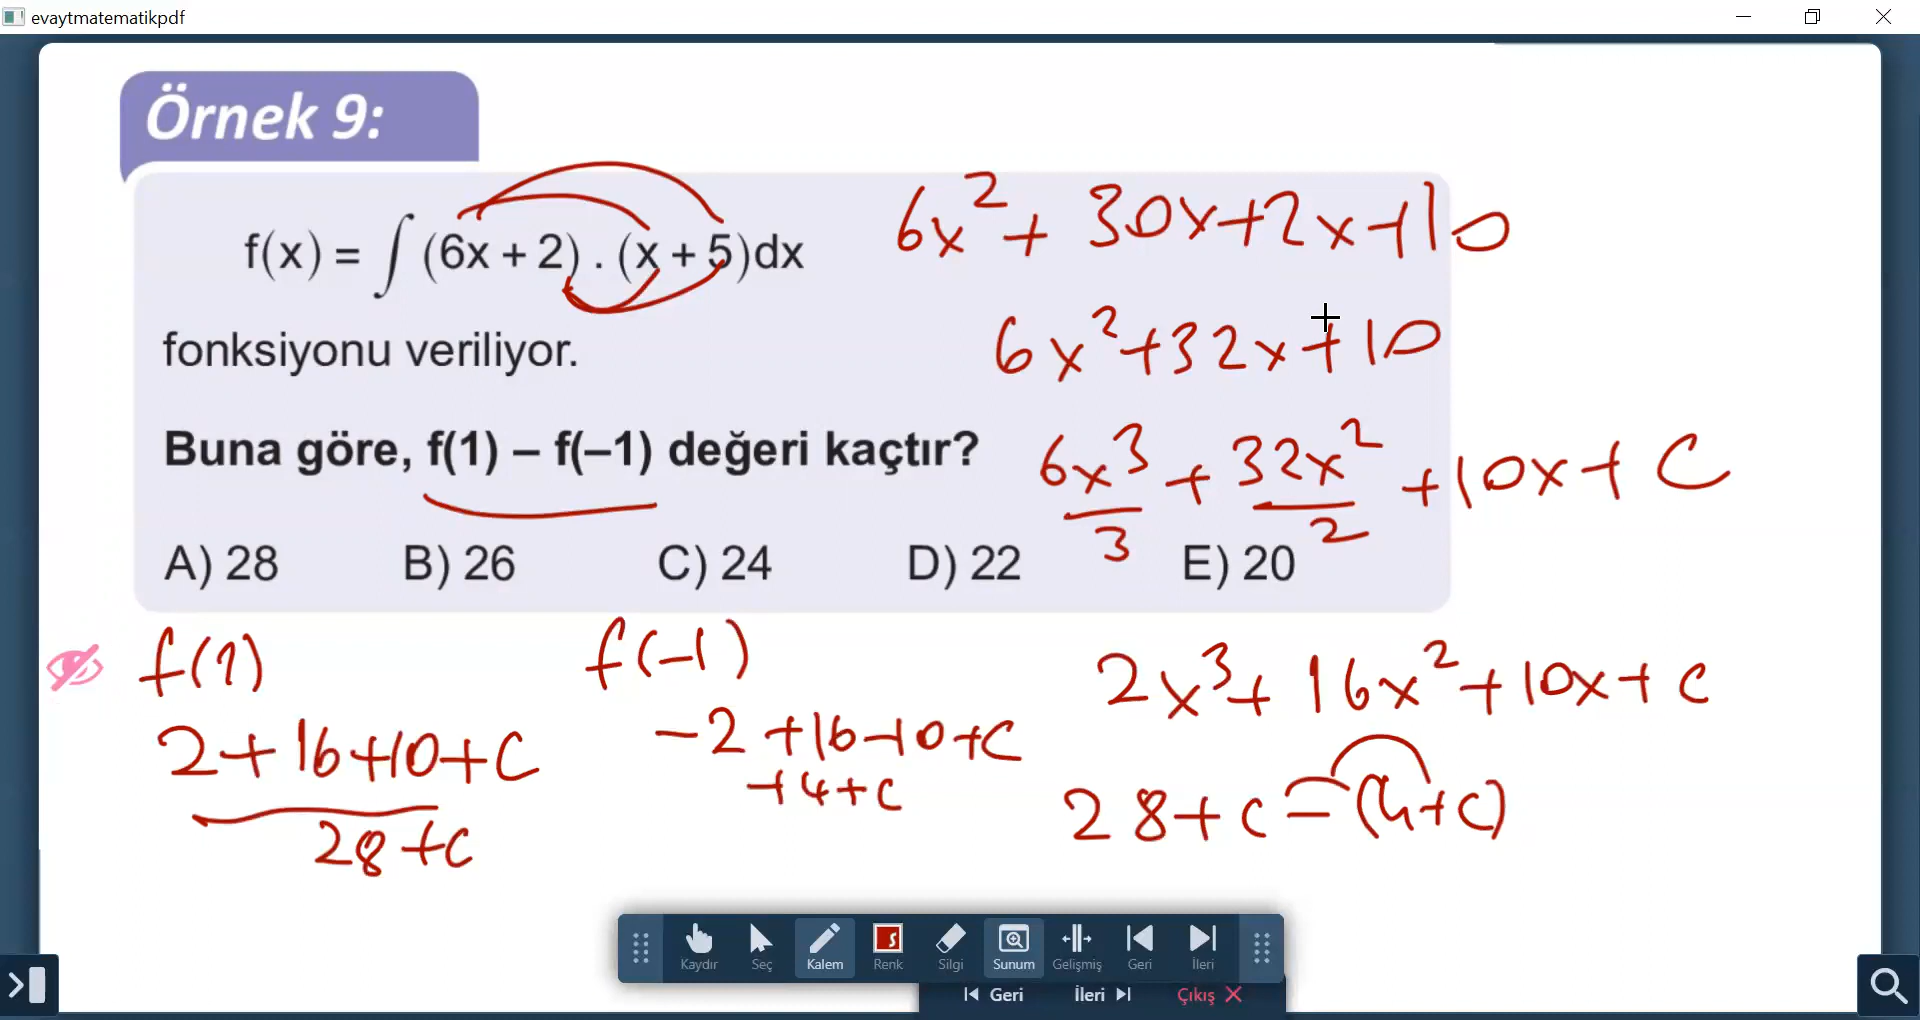 evaytmatematikpdf
Örnek 9:
f(x) = ∫ (6x + 2) . (x + 5)dx
6x² + 30x+2x+10
fonksiyonu veriliyor.
6x²+32x+10
Buna göre, f(1) – f(–1) değeri kaçtır?
6x³/3 + 32x²/2 +10x+ C
A) 28 B) 26 C) 24 D) 22 E) 20
f(1)
2+16+10+C
28+C
f(-1)
-2+16-10+C
+4+C
2x³+ 16x²+10x+ C
28+C-(4+C)
Kaydır Seç Kalem Renk Silgi Sunum Gelişmiş Geri İleri
Geri İleri Çıkış